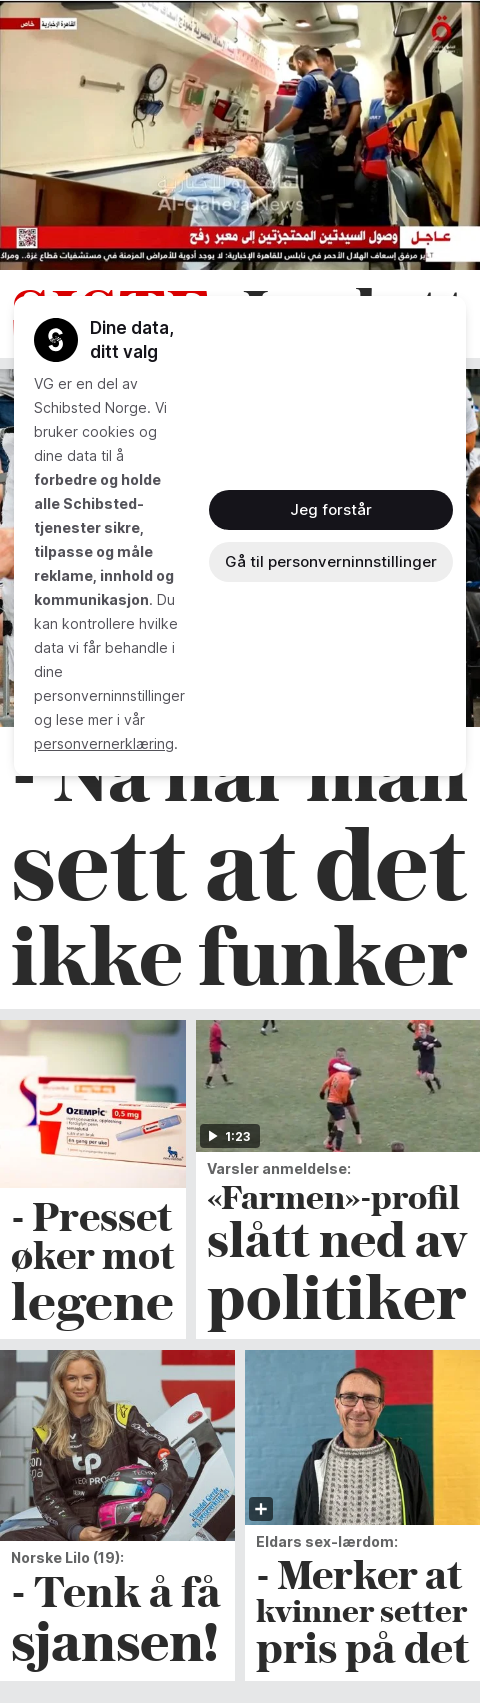 القاهرة الإخبارية خاص
القاهرة الإخبارية
Al-Qahera News
عاجل وصول السيدتين المحتجزتين إلى معبر رفح
مرفق إسعاف الهلال الأحمر في نابلس للقاهرة الإخبارية: لا يوجد أدوية للأمراض المزمنة في مستشفيات قطاع غزة..
Dine data,
ditt valg
VG er en del av
Schibsted Norge. Vi
bruker cookies og
dine data til å
forbedre og holde
alle Schibsted-
tjenester sikre,
tilpasse og måle
reklame, innhold og
kommunikasjon. Du
kan kontrollere hvilke
data vi får behandle i
dine
personverninnstillinger
og lese mer i vår
personvernerklæring.
Jeg forstår
Gå til personverninnstillinger
- Nå har man
sett at det
ikke funker
OZEMPIC® 0,5 mg
en gang per uke
- Presset
øker mot
legene
1:23
Varsler anmeldelse:
«Farmen»-profil
slått ned av
politiker
Norske Lilo (19):
- Tenk å få
sjansen!
Eldars sex-lærdom:
- Merker at
kvinner setter
pris på det